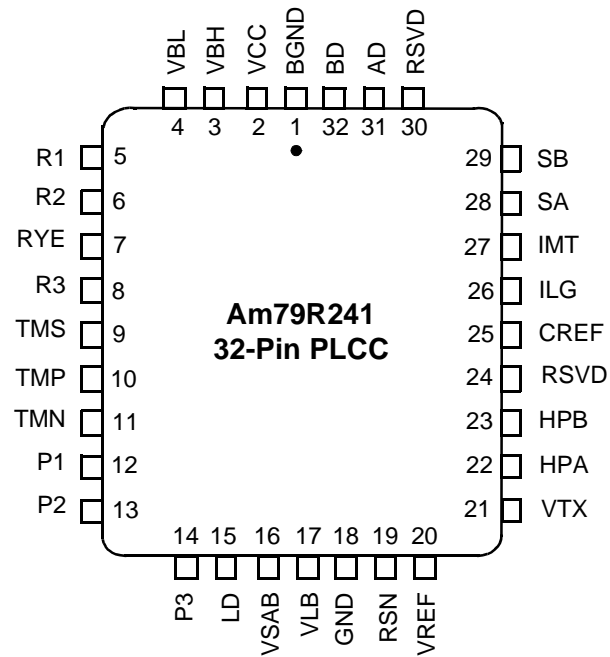 VBL VBH VCC BGND BD AD RSVD
4 3 2 1 32 31 30
R1 5 29 SB
R2 6 28 SA
RYE 7 27 IMT
R3 8 26 ILG
Am79R241
TMS 9 25 CREF
32-Pin PLCC
TMP 10 24 RSVD
TMN 11 23 HPB
P1 12 22 HPA
P2 13 21 VTX
14 15 16 17 18 19 20
P3 LD VSAB VLB GND RSN VREF